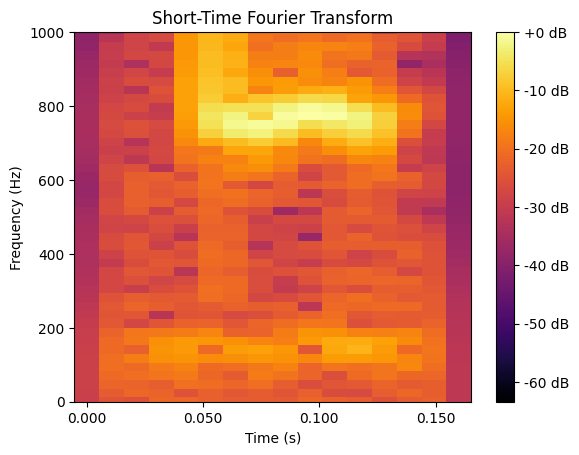 Short-Time Fourier Transform
1000
800
600
400
200
0
Frequency (Hz)
0.000
0.050
0.100
0.150
Time (s)
+0 dB
-10 dB
-20 dB
-30 dB
-40 dB
-50 dB
-60 dB